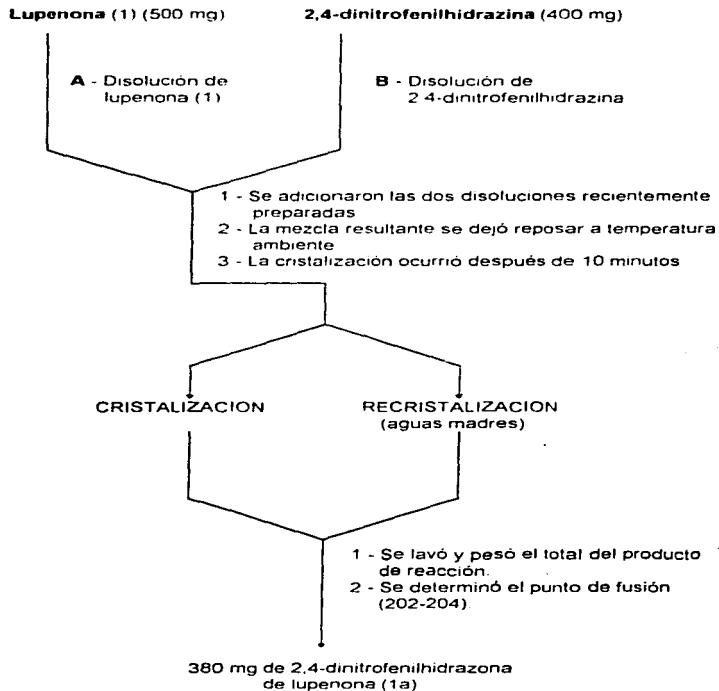 Lupenona (1) (500 mg) 2,4-dinitrofenilhidrazina (400 mg)
A - Disolución de
lupenona (1)
B - Disolución de
2 4-dinitrofenilhidrazina
1 - Se adicionaron las dos disoluciones recientemente
preparadas
2 - La mezcla resultante se dejó reposar a temperatura
ambiente
3 - La cristalización ocurrió después de 10 minutos
CRISTALIZACION
RECRISTALIZACION
(aguas madres)
1 - Se lavó y pesó el total del producto
de reacción.
2 - Se determinó el punto de fusión
(202-204)
380 mg de 2,4-dinitrofenilhidrazona
de lupenona (1a)